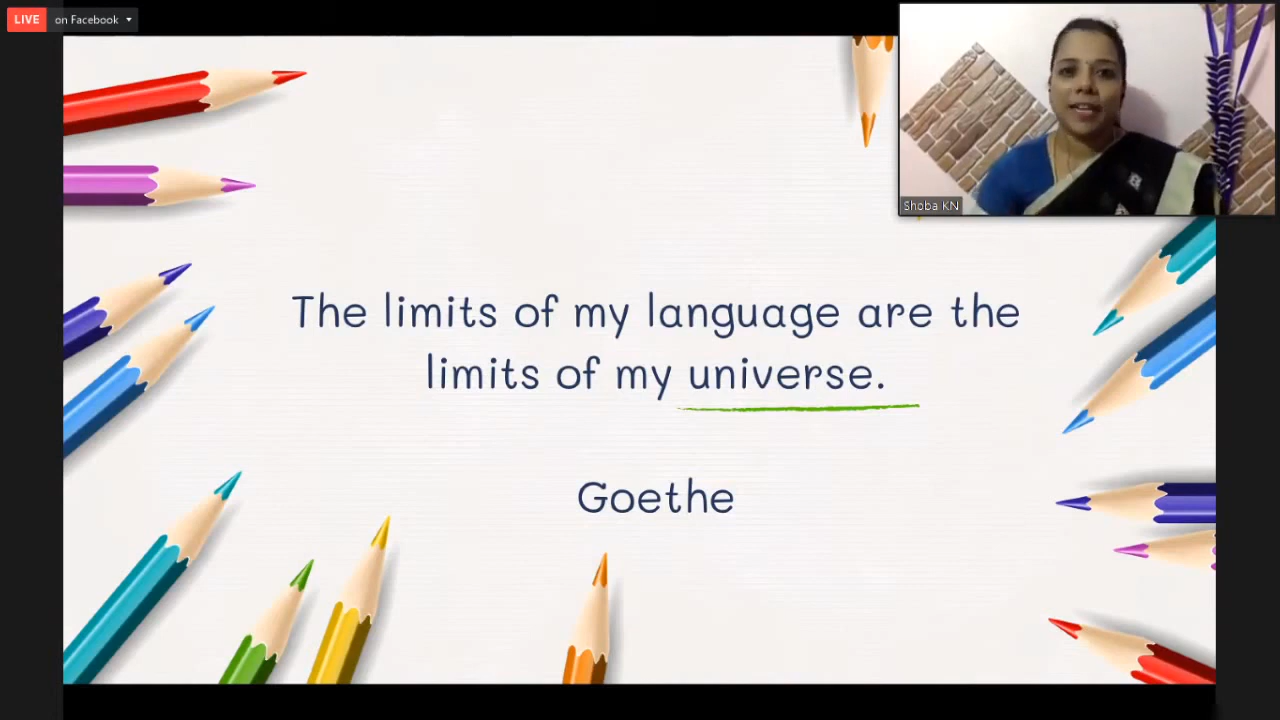 LIVE on Facebook
Shoba KN
The limits of my language are the
limits of my universe.
Goethe